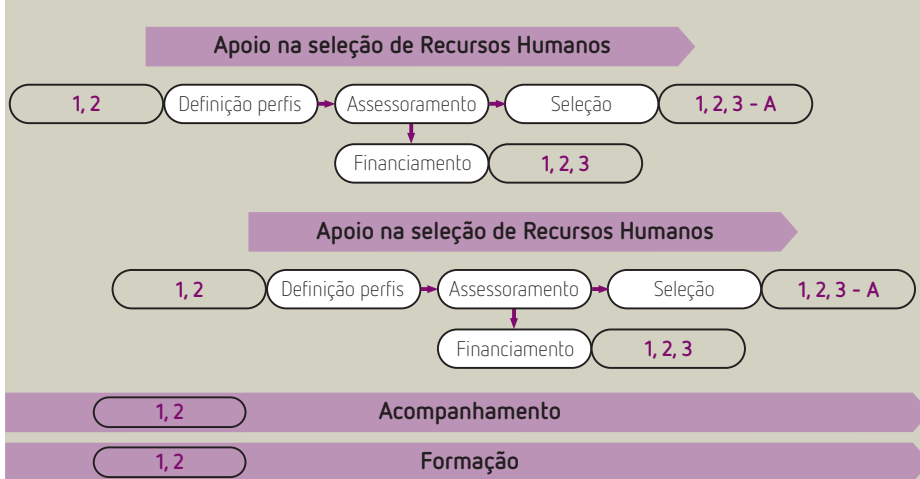 Apoio na seleção de Recursos Humanos
1, 2 Definição perfis Assessoramento Seleção 1, 2, 3 - A
Financiamento 1, 2, 3
Apoio na seleção de Recursos Humanos
1, 2 Definição perfis Assessoramento Seleção 1, 2, 3 - A
Financiamento 1, 2, 3
1, 2 Acompanhamento
1, 2 Formação